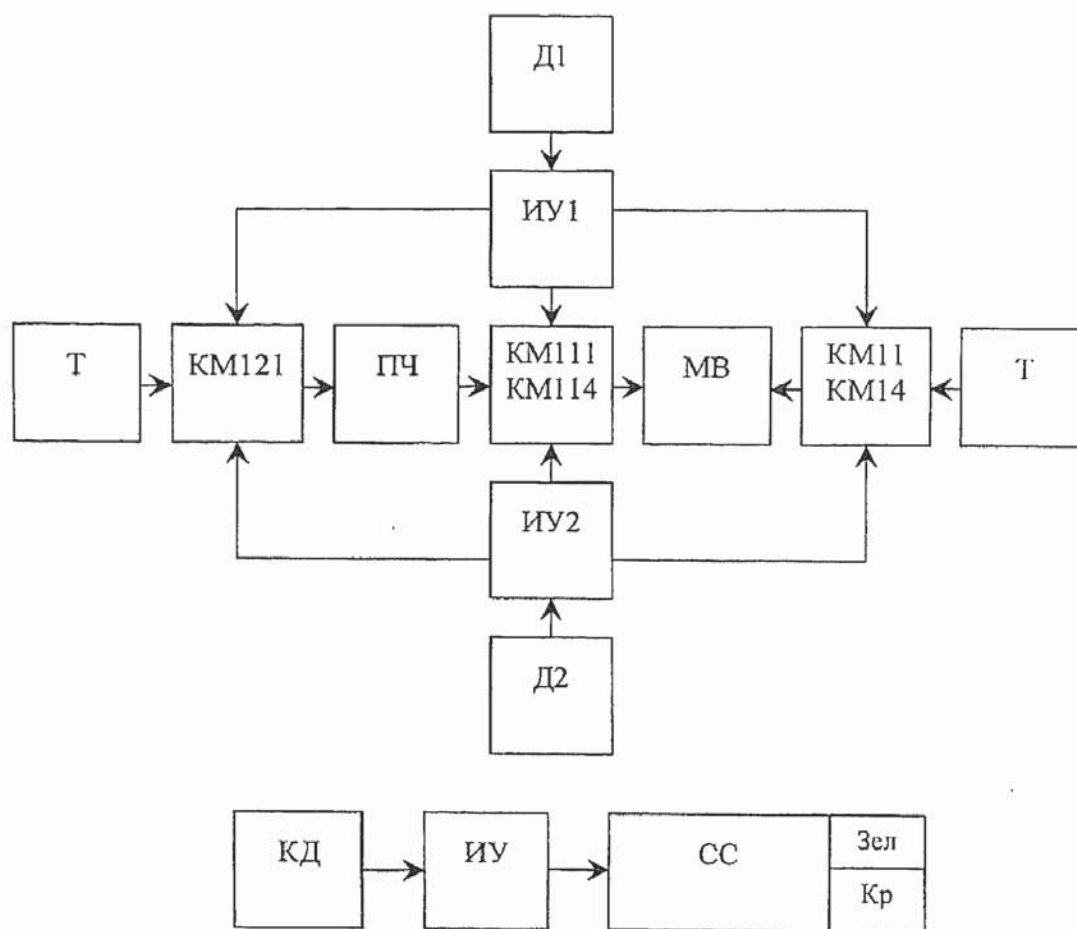 Д1
ИУ1
Т
КМ121
ПЧ
КМ111
КМ114
МВ
КМ11
КМ14
Т
ИУ2
Д2
КД
ИУ
СС
Зел
Кр